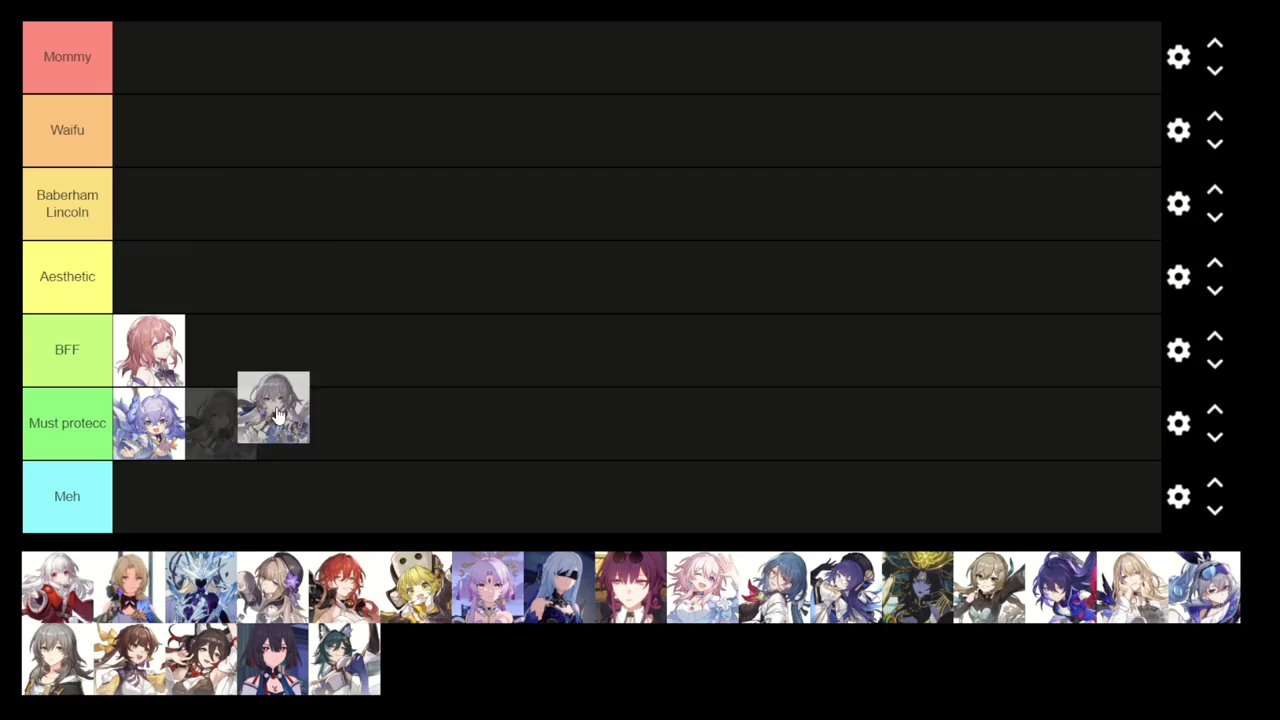 Mommy
Waifu
Baberham
Lincoln
Aesthetic
BFF
Must protecc
Meh